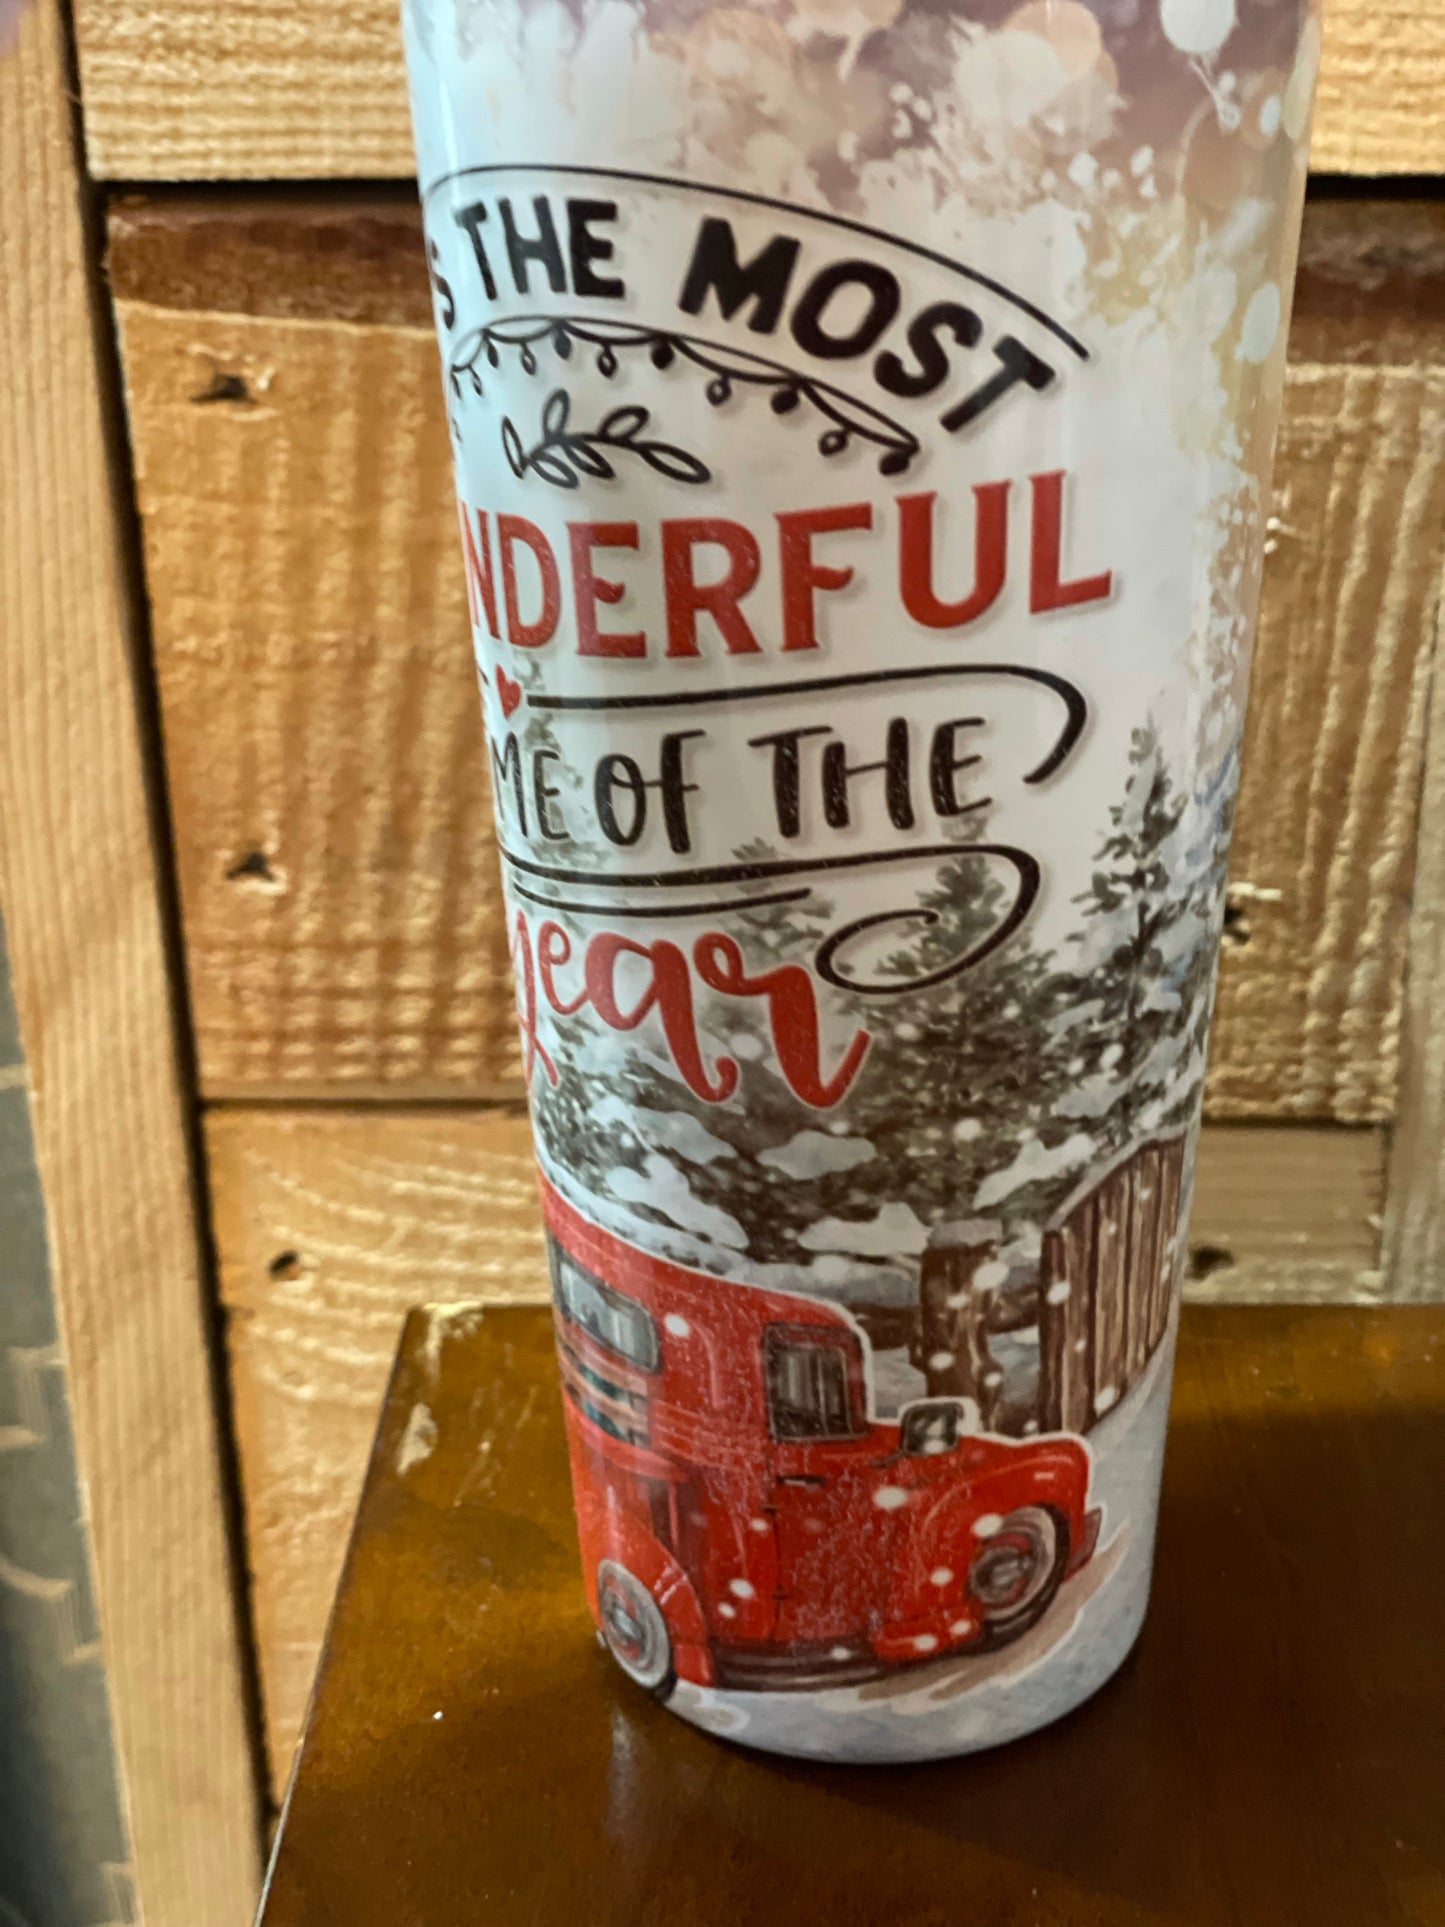 S THE MOST
NDERFUL
ME OF THE
year